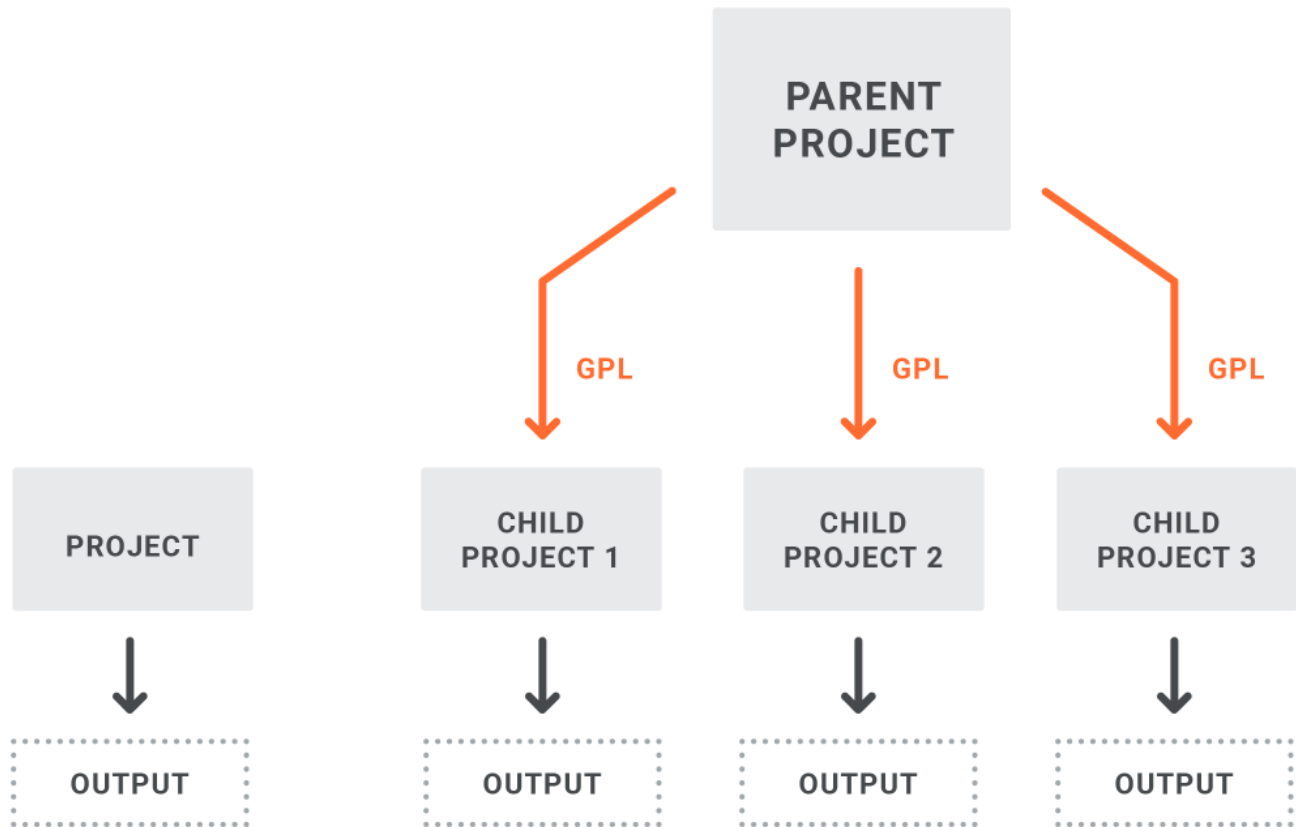 PARENT
PROJECT
GPL
GPL
GPL
PROJECT
CHILD
PROJECT 1
CHILD
PROJECT 2
CHILD
PROJECT 3
OUTPUT
OUTPUT
OUTPUT
OUTPUT